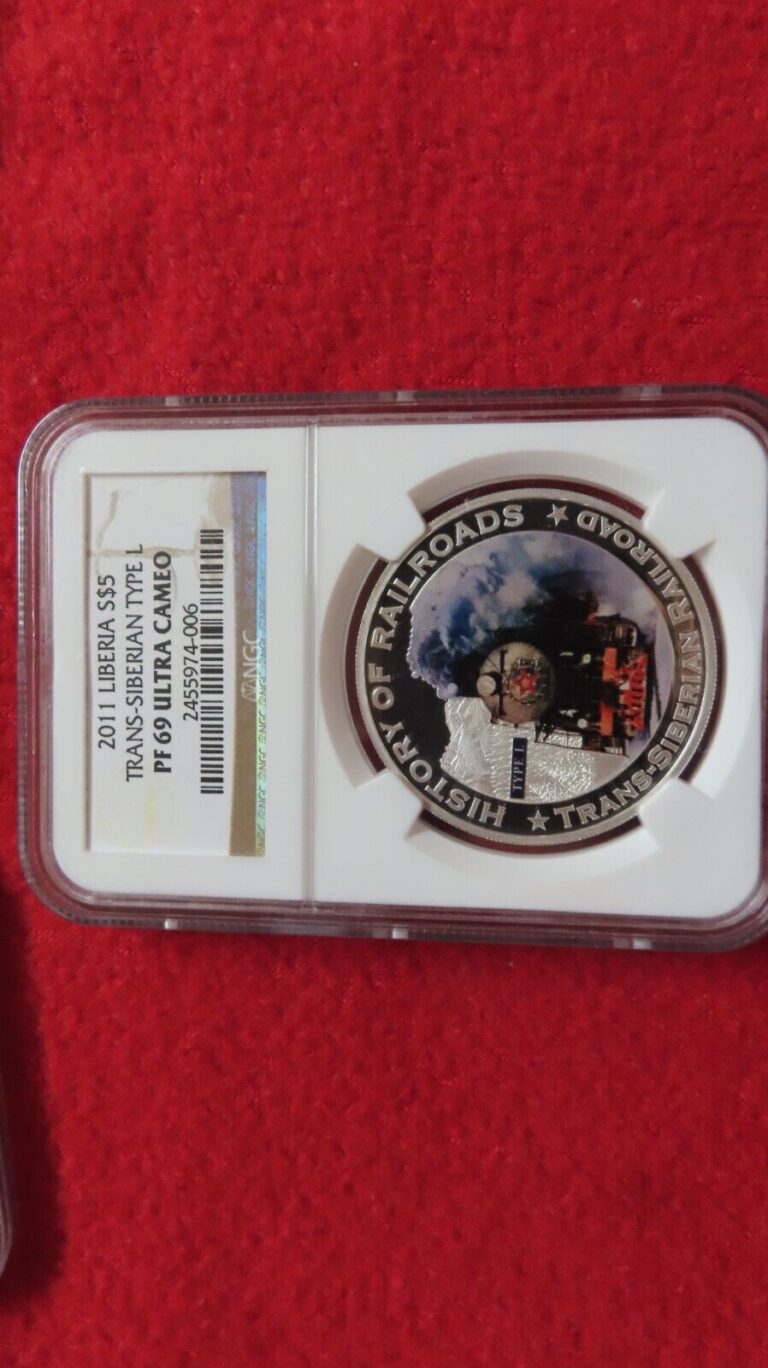 2011 LIBERIA S$5
TRANS-SIBERIAN TYPE L
PF 69 ULTRA CAMEO
2455974-006
NGC
HISTORY OF RAILROADS
★ TRANS-SIBERIAN RAILROAD ★
TYPE L